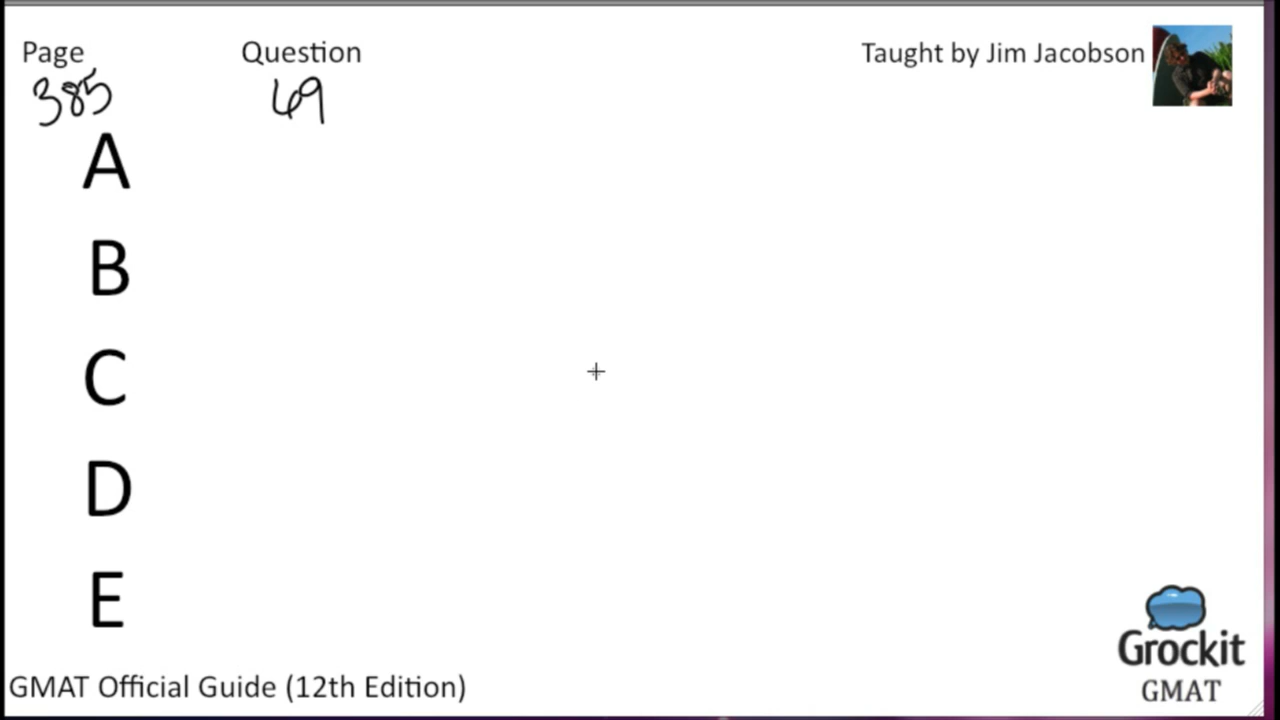 Page Question Taught by Jim Jacobson
385 69
A
B
C
D
E
Grockit
GMAT
GMAT Official Guide (12th Edition)